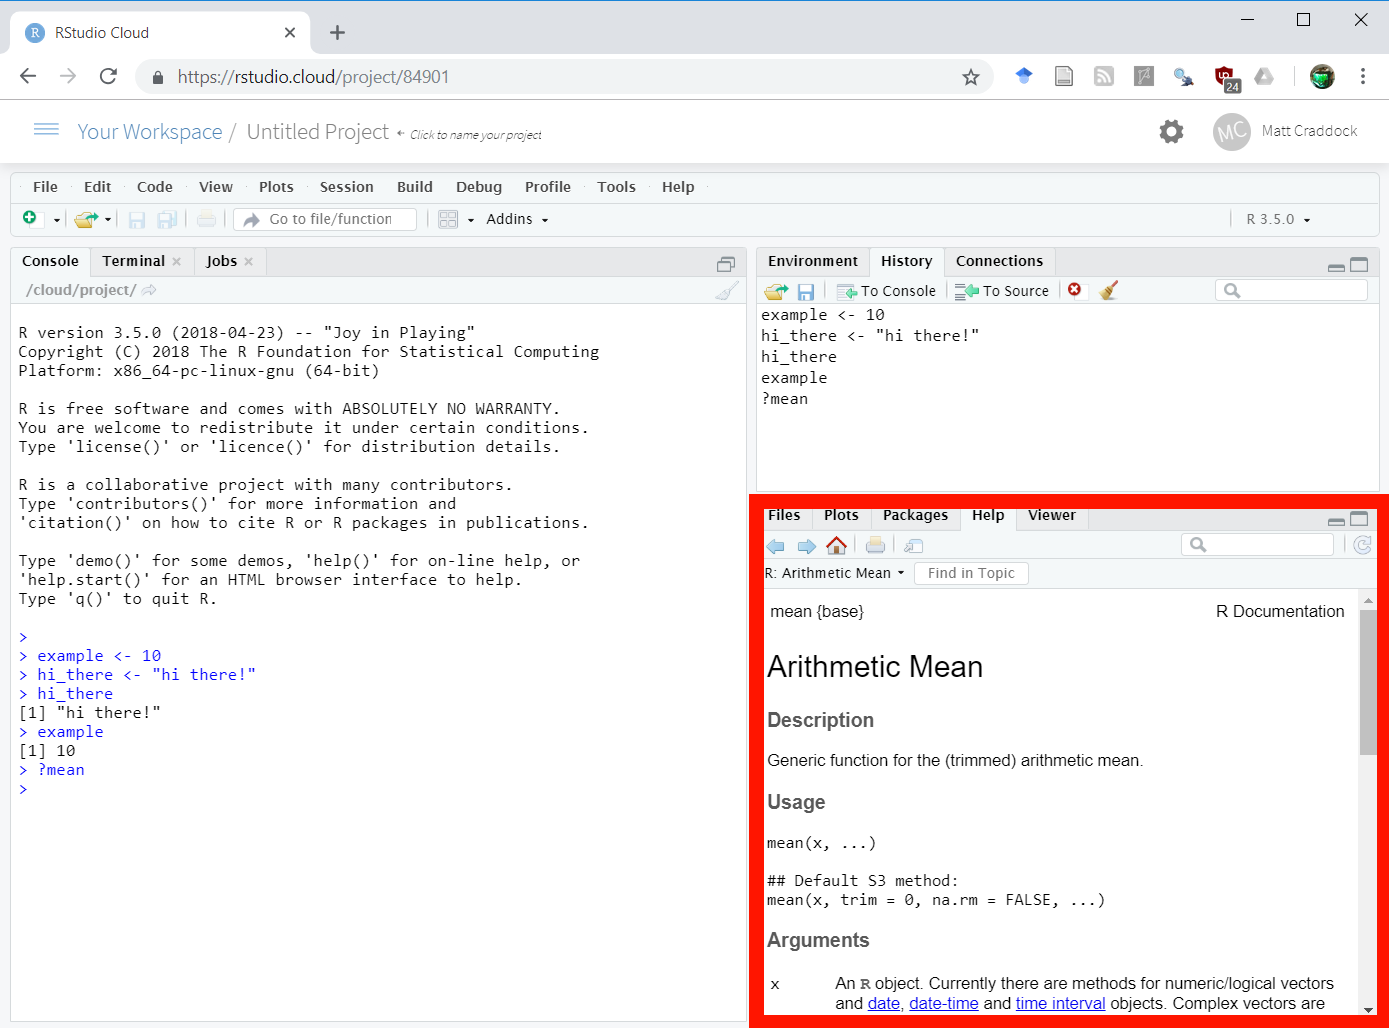 RStudio Cloud
https://rstudio.cloud/project/84901
24
Your Workspace / Untitled Project ← Click to name your project
MC Matt Craddock
File Edit Code View Plots Session Build Debug Profile Tools Help
Go to file/function Addins R 3.5.0
Console Terminal Jobs
/cloud/project/
R version 3.5.0 (2018-04-23) -- "Joy in Playing"
Copyright (C) 2018 The R Foundation for Statistical Computing
Platform: x86_64-pc-linux-gnu (64-bit)
R is free software and comes with ABSOLUTELY NO WARRANTY.
You are welcome to redistribute it under certain conditions.
Type 'license()' or 'licence()' for distribution details.
R is a collaborative project with many contributors.
Type 'contributors()' for more information and
'citation()' on how to cite R or R packages in publications.
Type 'demo()' for some demos, 'help()' for on-line help, or
'help.start()' for an HTML browser interface to help.
Type 'q()' to quit R.
>
> example <- 10
> hi_there <- "hi there!"
> hi_there
[1] "hi there!"
> example
[1] 10
> ?mean
>
Environment History Connections
To Console To Source
example <- 10
hi_there <- "hi there!"
hi_there
example
?mean
Files Plots Packages Help Viewer
R: Arithmetic Mean Find in Topic
mean {base} R Documentation
Arithmetic Mean
Description
Generic function for the (trimmed) arithmetic mean.
Usage
mean(x, ...)
## Default S3 method:
mean(x, trim = 0, na.rm = FALSE, ...)
Arguments
x An R object. Currently there are methods for numeric/logical vectors
and date, date-time and time interval objects. Complex vectors are